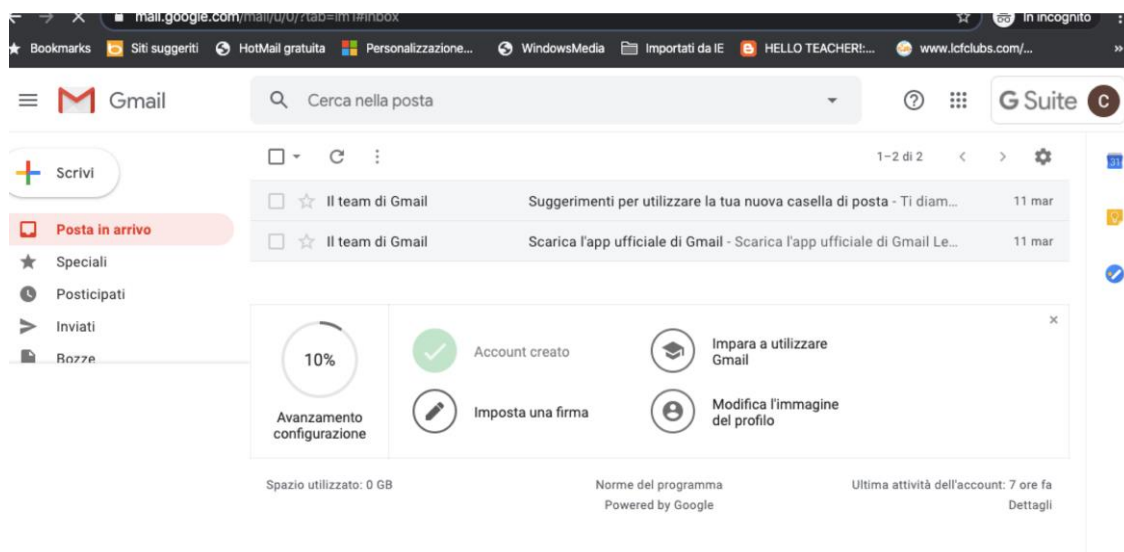 mail.google.com/mail/u/0/?tab=lm1#inbox
In incognito
Bookmarks Siti suggeriti HotMail gratuita Personalizzazione... WindowsMedia Importati da IE HELLO TEACHER!:... www.lcfclubs.com/... »
Gmail Cerca nella posta G Suite C
Scrivi 1–2 di 2 31
Il team di Gmail Suggerimenti per utilizzare la tua nuova casella di posta - Ti diam... 11 mar
Posta in arrivo
Il team di Gmail Scarica l'app ufficiale di Gmail - Scarica l'app ufficiale di Gmail Le... 11 mar
Speciali
Posticipati
Inviati
Bozze
10%
Avanzamento
configurazione
Account creato
Impara a utilizzare
Gmail
Imposta una firma
Modifica l'immagine
del profilo
Spazio utilizzato: 0 GB
Norme del programma
Powered by Google
Ultima attività dell'account: 7 ore fa
Dettagli